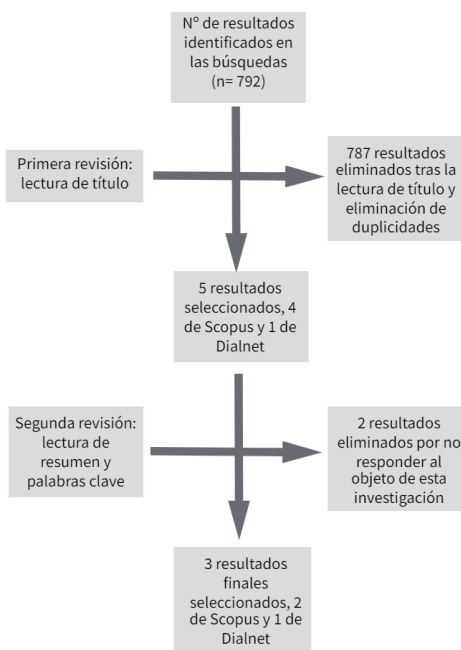 Nº de resultados
identificados en
las búsquedas
(n= 792)
Primera revisión:
lectura de título
787 resultados
eliminados tras la
lectura de título y
eliminación de
duplicidades
5 resultados
seleccionados, 4
de Scopus y 1 de
Dialnet
Segunda revisión:
lectura de
resumen y
palabras clave
2 resultados
eliminados por no
responder al
objeto de esta
investigación
3 resultados
finales
seleccionados, 2
de Scopus y 1 de
Dialnet